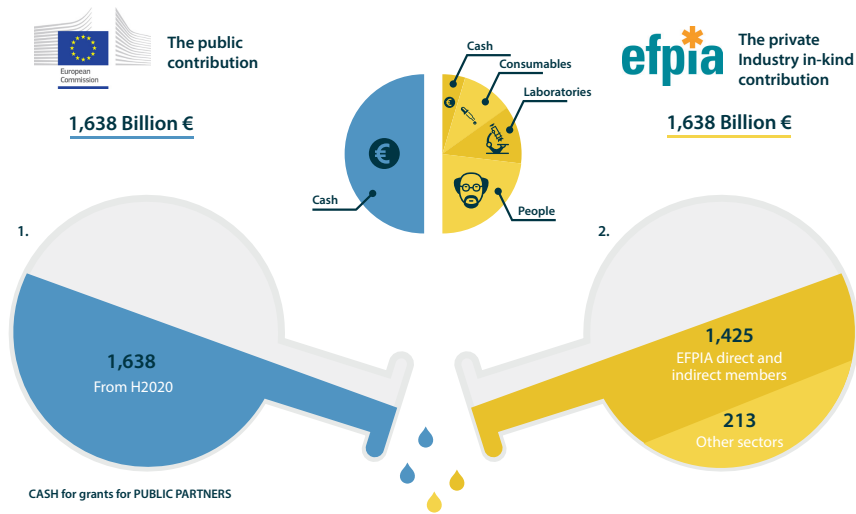 European
Commission
The public
contribution
1,638 Billion €
Cash
Consumables
Laboratories
People
€
€
Cash
efpia
The private
Industry in-kind
contribution
1,638 Billion €
1.
1,638
From H2020
2.
1,425
EFPIA direct and
indirect members
213
Other sectors
CASH for grants for PUBLIC PARTNERS